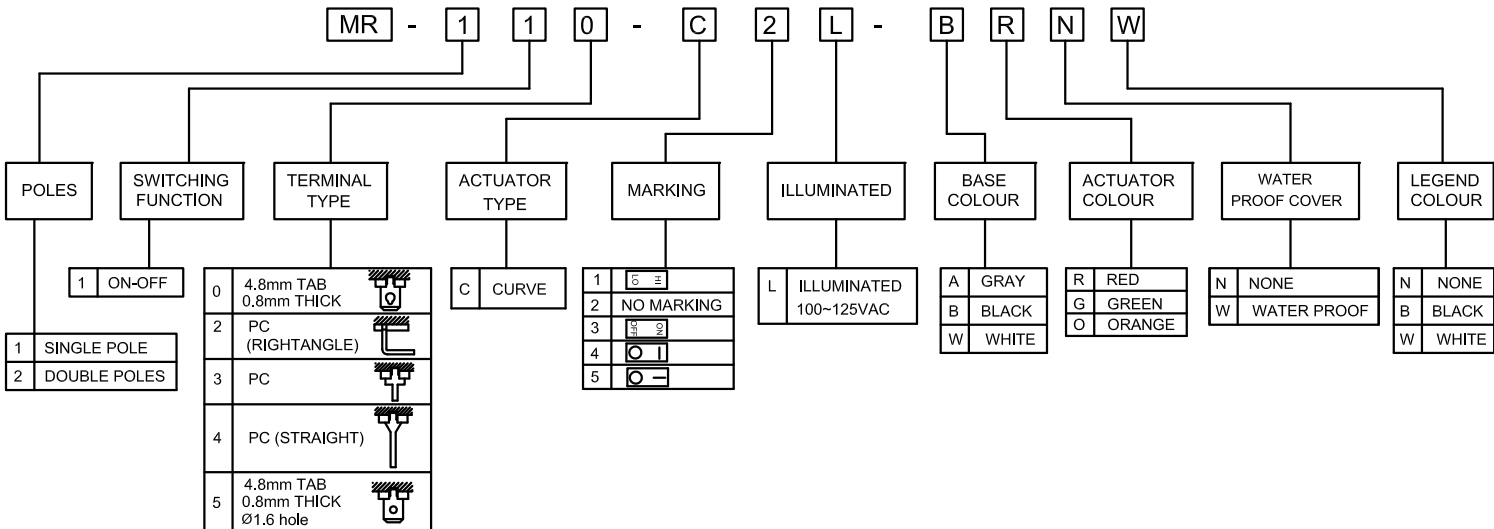 MR - 1 1 0 - C 2 L - B R N W
POLES
SWITCHING
FUNCTION
TERMINAL
TYPE
ACTUATOR
TYPE
MARKING
ILLUMINATED
BASE
COLOUR
ACTUATOR
COLOUR
WATER
PROOF COVER
LEGEND
COLOUR
1 SINGLE POLE
2 DOUBLE POLES
1 ON-OFF
0 4.8mm TAB
0.8mm THICK
2 PC
(RIGHTANGLE)
3 PC
4 PC (STRAIGHT)
5 4.8mm TAB
0.8mm THICK
Ø1.6 hole
C CURVE
1 LO HI
2 NO MARKING
3 OFF ON
4 O |
5 O —
L ILLUMINATED
100~125VAC
A GRAY
B BLACK
W WHITE
R RED
G GREEN
O ORANGE
N NONE
W WATER PROOF
N NONE
B BLACK
W WHITE